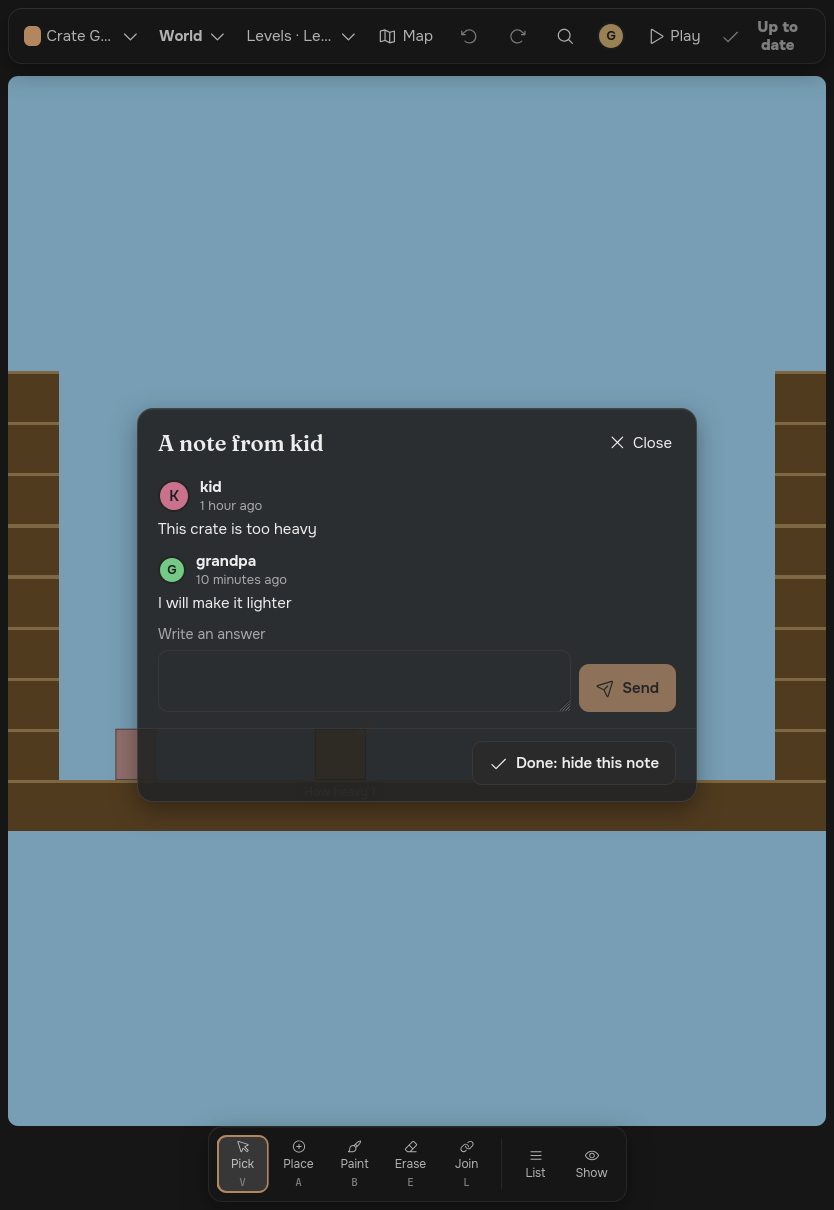 Crate G...
World
Levels · Le...
Map
G
Play
Up to
date
A note from kid
Close
K
kid
1 hour ago
This crate is too heavy
G
grandpa
10 minutes ago
I will make it lighter
Write an answer
Send
Done: hide this note
Pick
Place
Paint
Erase
Join
List
Show
V
A
B
E
L